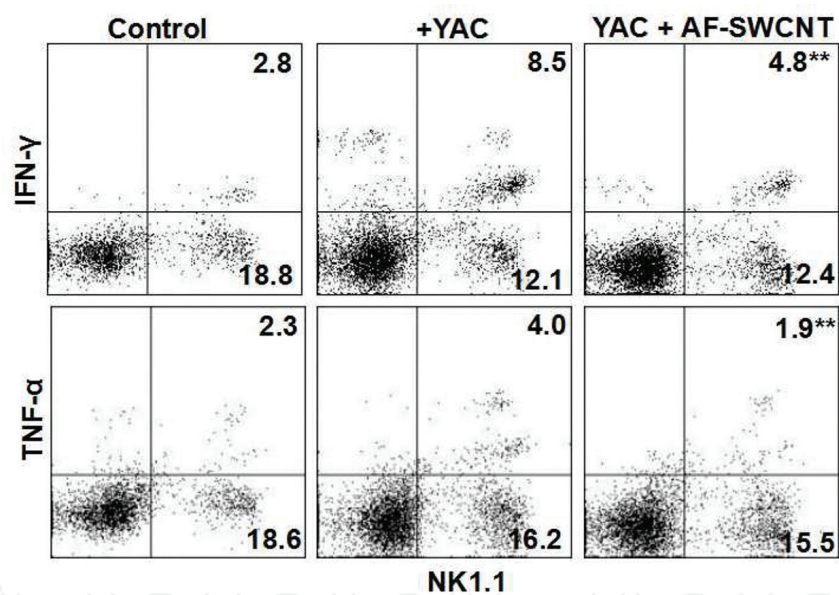 Control +YAC YAC + AF-SWCNT
IFN-γ
2.8 8.5 4.8**
18.8 12.1 12.4
TNF-α
2.3 4.0 1.9**
18.6 16.2 15.5
NK1.1